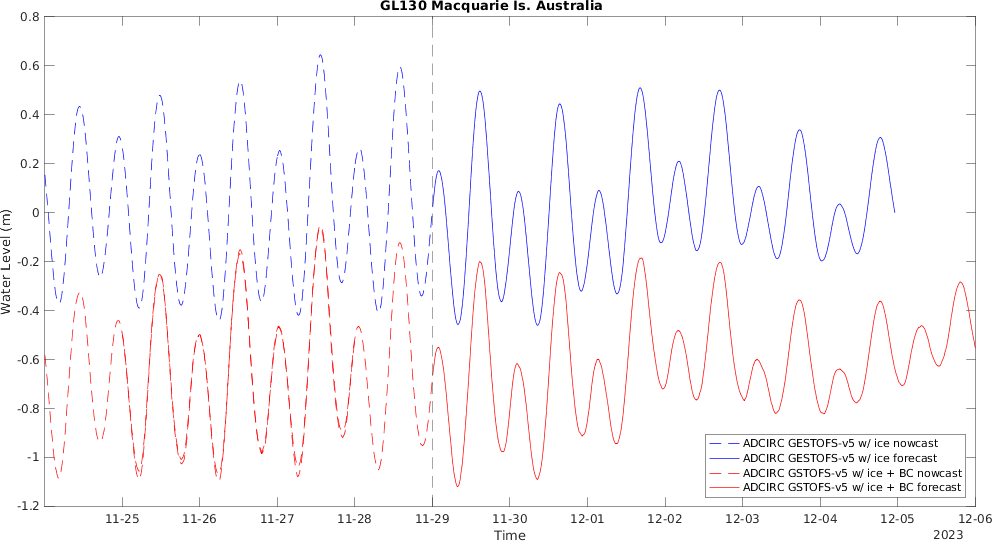 GL130 Macquarie Is. Australia
0.8
0.6
0.4
0.2
0
-0.2
-0.4
-0.6
-0.8
-1
-1.2
Water Level (m)
ADCIRC GESTOFS-v5 w/ ice nowcast
ADCIRC GESTOFS-v5 w/ ice forecast
ADCIRC GSTOFS-v5 w/ ice + BC nowcast
ADCIRC GSTOFS-v5 w/ ice + BC forecast
11-25 11-26 11-27 11-28 11-29 11-30 12-01 12-02 12-03 12-04 12-05 12-06
Time
2023